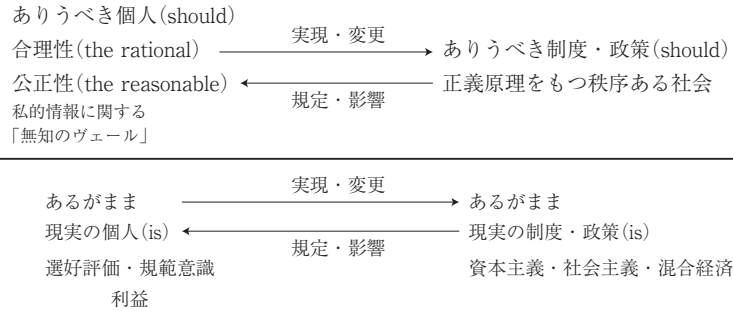 ありうべき個人(should)
合理性(the rational)
実現・変更
ありうべき制度・政策(should)
公正性(the reasonable)
規定・影響
正義原理をもつ秩序ある社会
私的情報に関する
「無知のヴェール」
あるがまま
実現・変更
あるがまま
現実の個人(is)
規定・影響
現実の制度・政策(is)
選好評価・規範意識
資本主義・社会主義・混合経済
利益